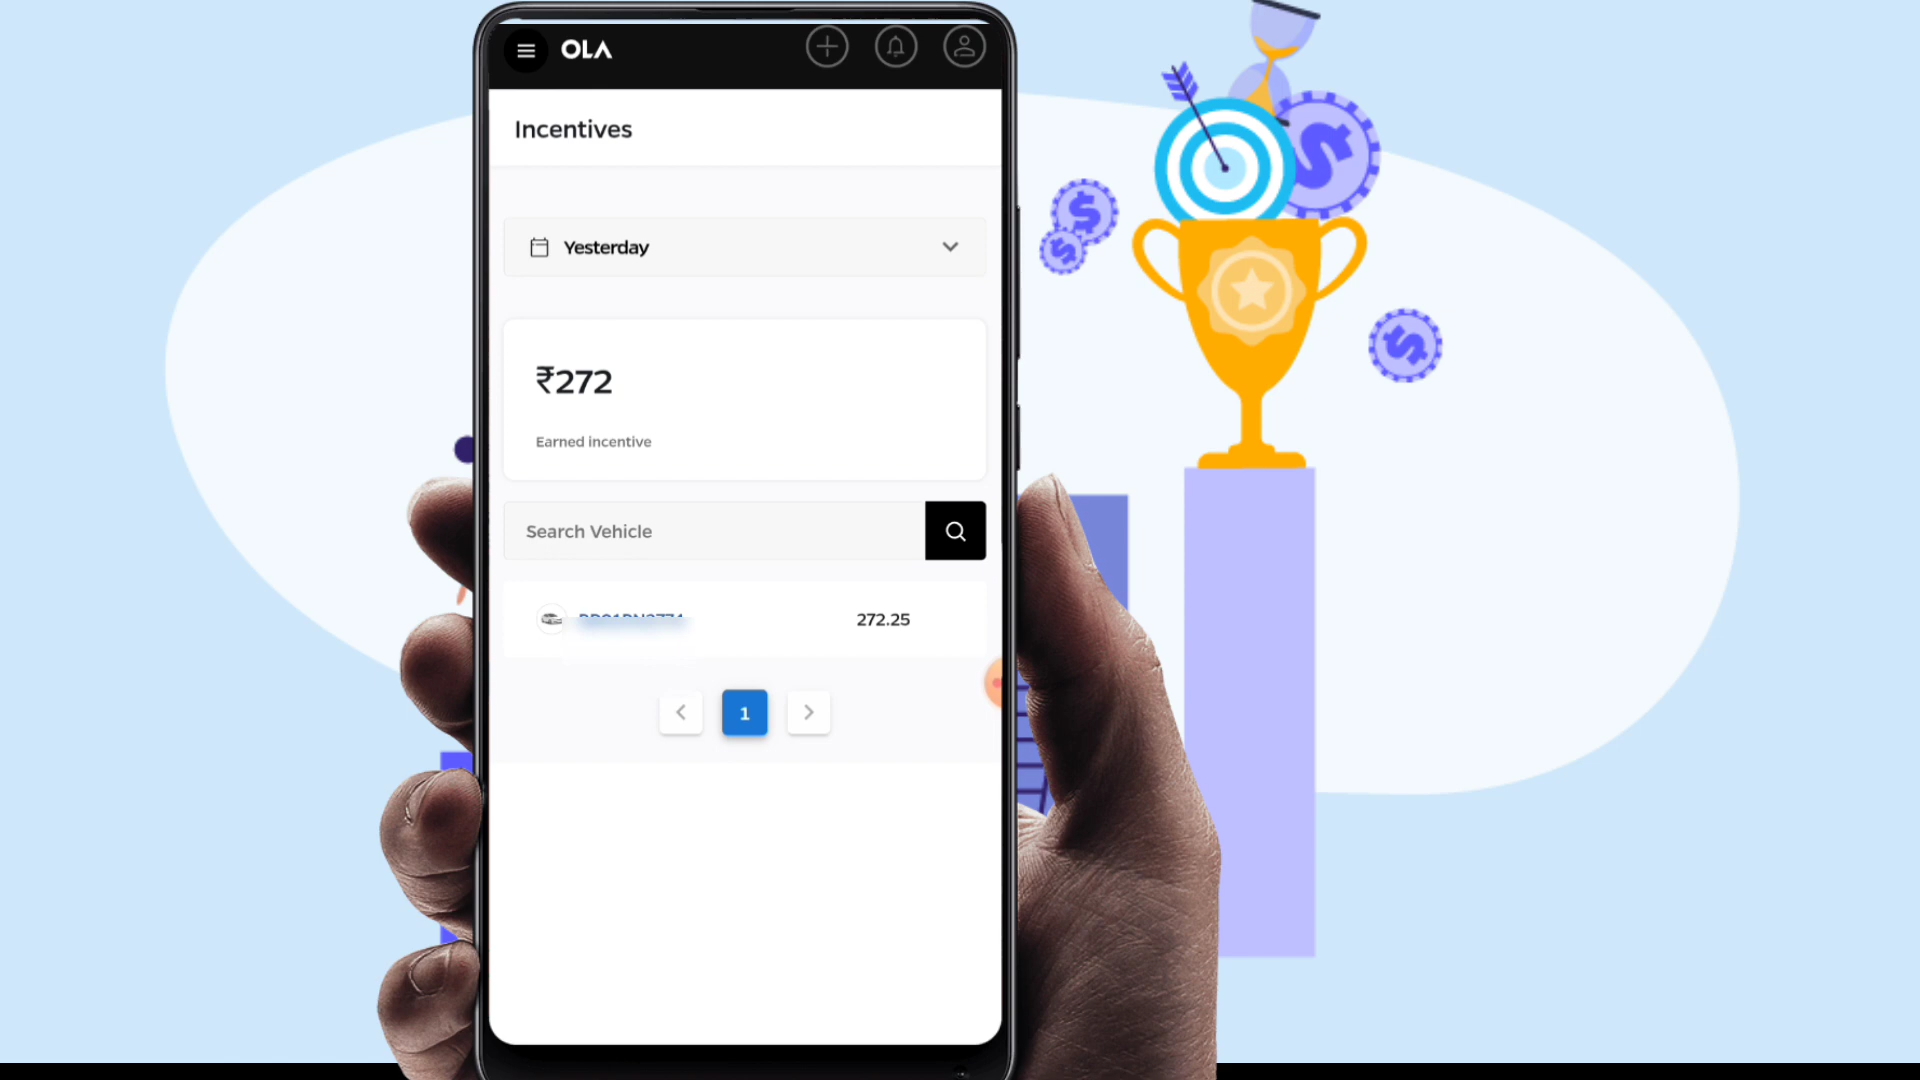 OLA
Incentives
Yesterday
₹272
Earned incentive
Search Vehicle
272.25
1